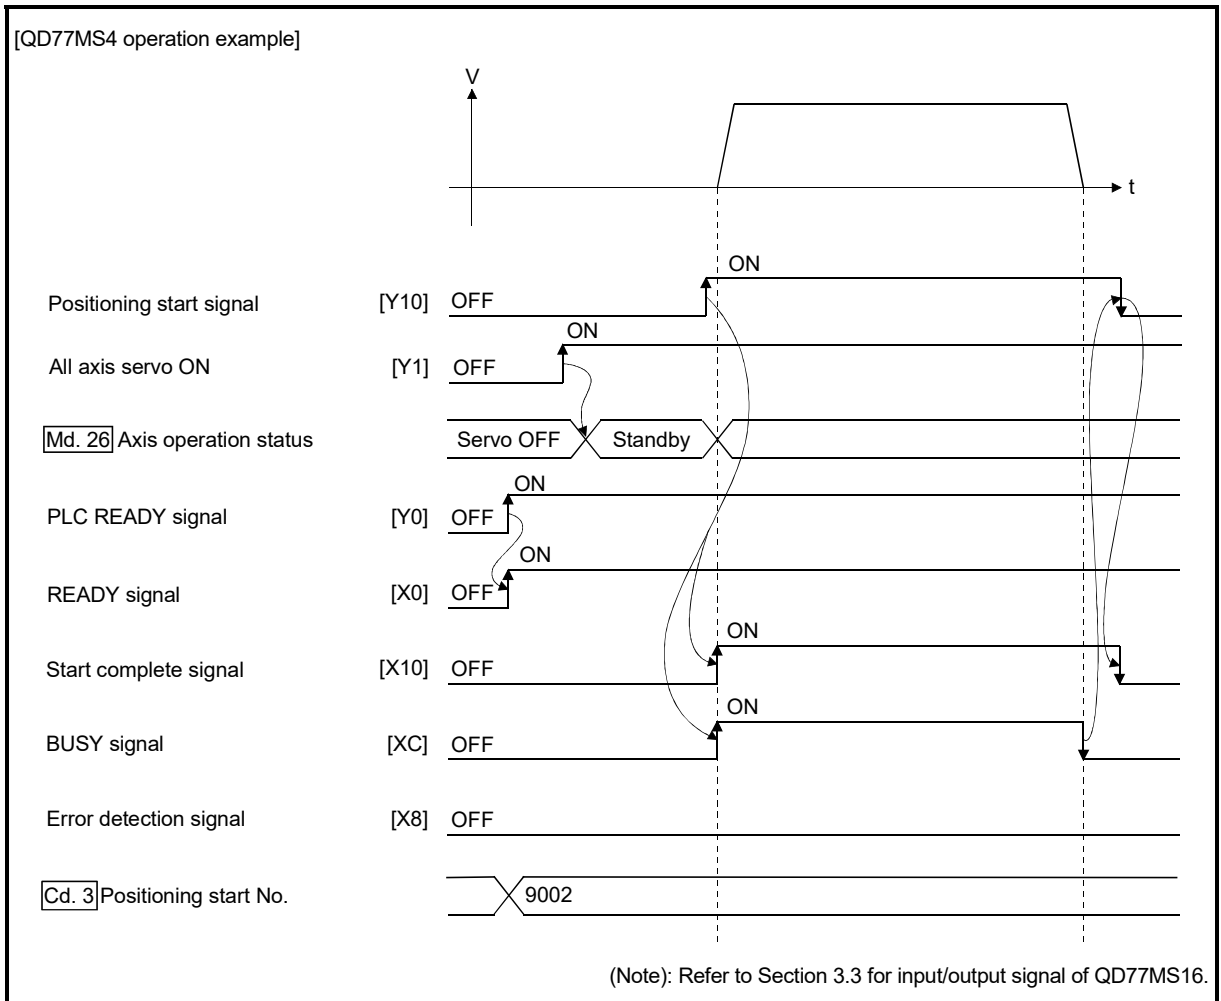 [QD77MS4 operation example]
V
t
ON
Positioning start signal [Y10] OFF
ON
All axis servo ON [Y1] OFF
Md. 26 Axis operation status Servo OFF Standby
ON
PLC READY signal [Y0] OFF
ON
READY signal [X0] OFF
ON
Start complete signal [X10] OFF
ON
BUSY signal [XC] OFF
Error detection signal [X8] OFF
Cd. 3 Positioning start No. 9002
(Note): Refer to Section 3.3 for input/output signal of QD77MS16.